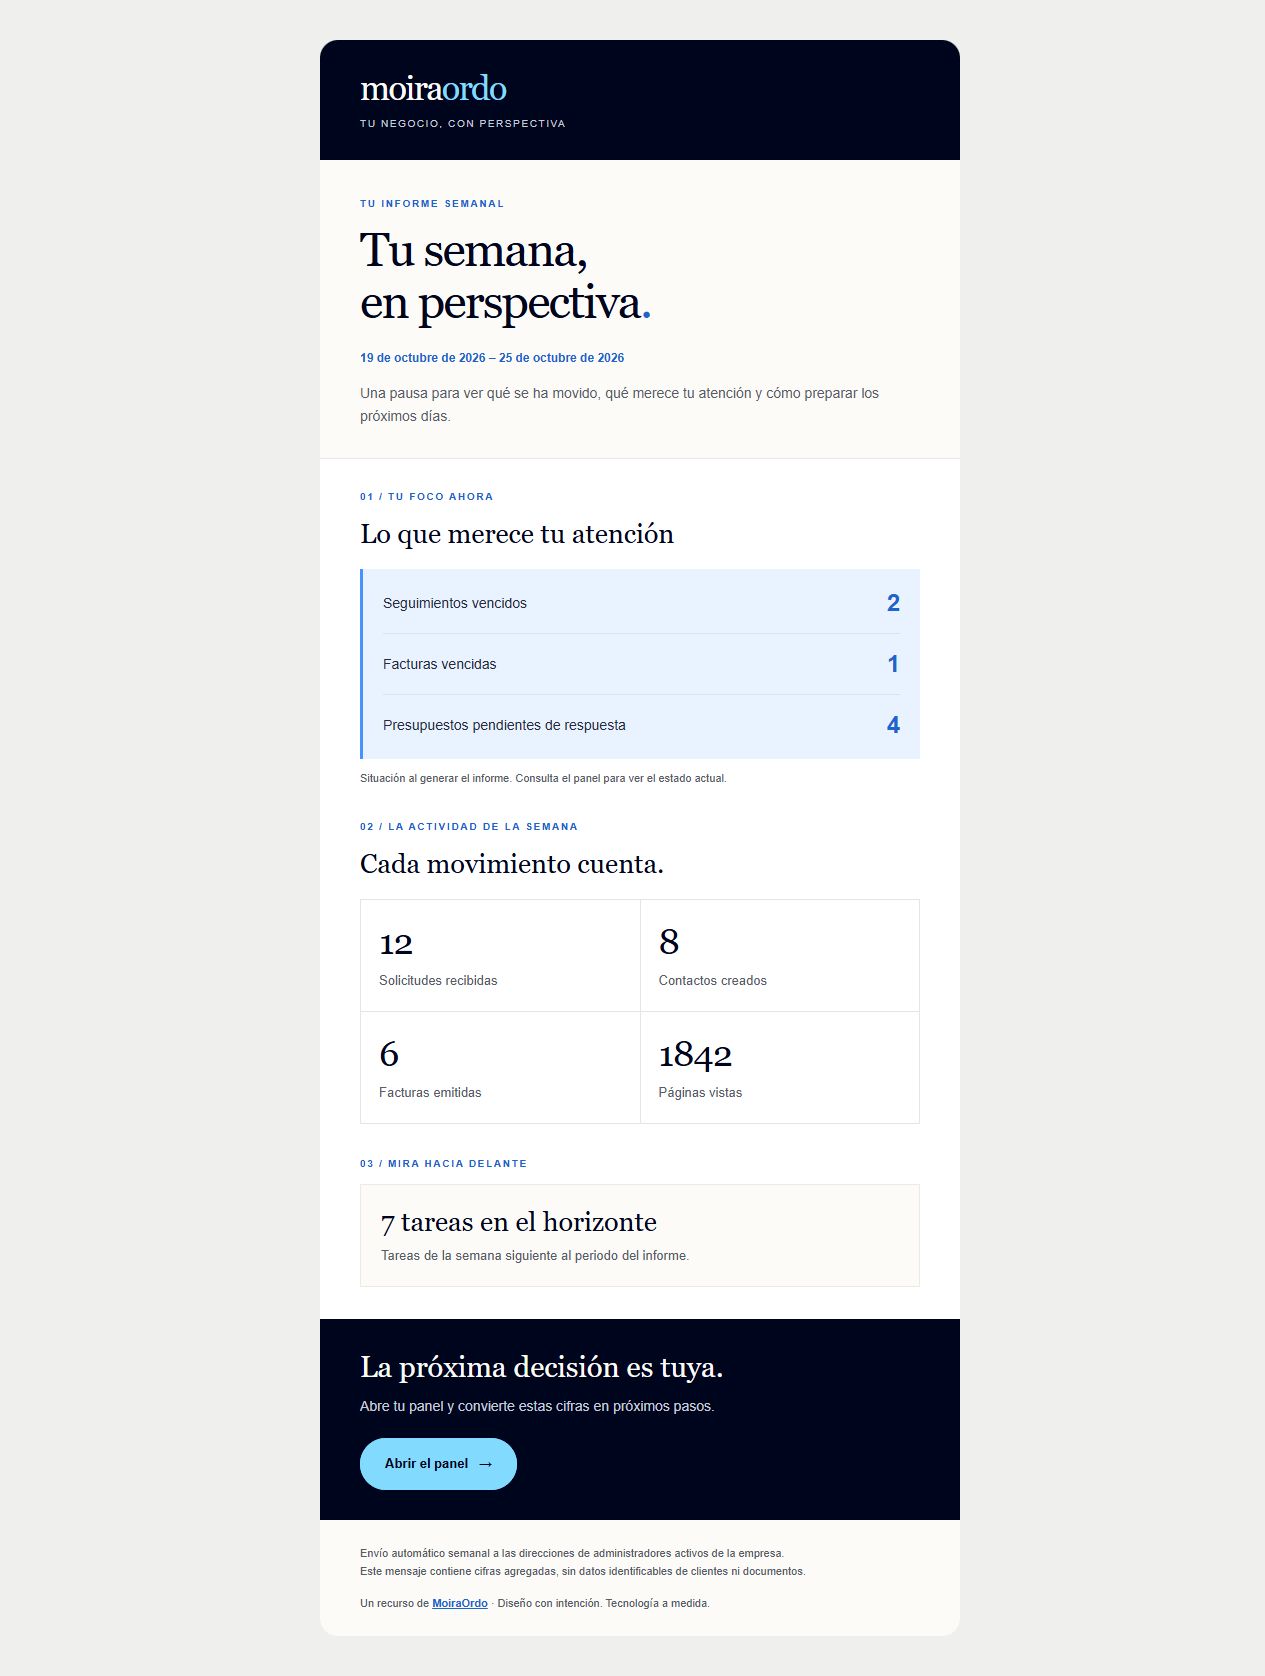 moiraordo
TU NEGOCIO, CON PERSPECTIVA
TU INFORME SEMANAL
Tu semana,
en perspectiva.
19 de octubre de 2026 – 25 de octubre de 2026
Una pausa para ver qué se ha movido, qué merece tu atención y cómo preparar los
próximos días.
01 / TU FOCO AHORA
Lo que merece tu atención
Seguimientos vencidos 2
Facturas vencidas 1
Presupuestos pendientes de respuesta 4
Situación al generar el informe. Consulta el panel para ver el estado actual.
02 / LA ACTIVIDAD DE LA SEMANA
Cada movimiento cuenta.
12
Solicitudes recibidas
8
Contactos creados
6
Facturas emitidas
1842
Páginas vistas
03 / MIRA HACIA DELANTE
7 tareas en el horizonte
Tareas de la semana siguiente al periodo del informe.
La próxima decisión es tuya.
Abre tu panel y convierte estas cifras en próximos pasos.
Abrir el panel →
Envío automático semanal a las direcciones de administradores activos de la empresa.
Este mensaje contiene cifras agregadas, sin datos identificables de clientes ni documentos.
Un recurso de MoiraOrdo · Diseño con intención. Tecnología a medida.